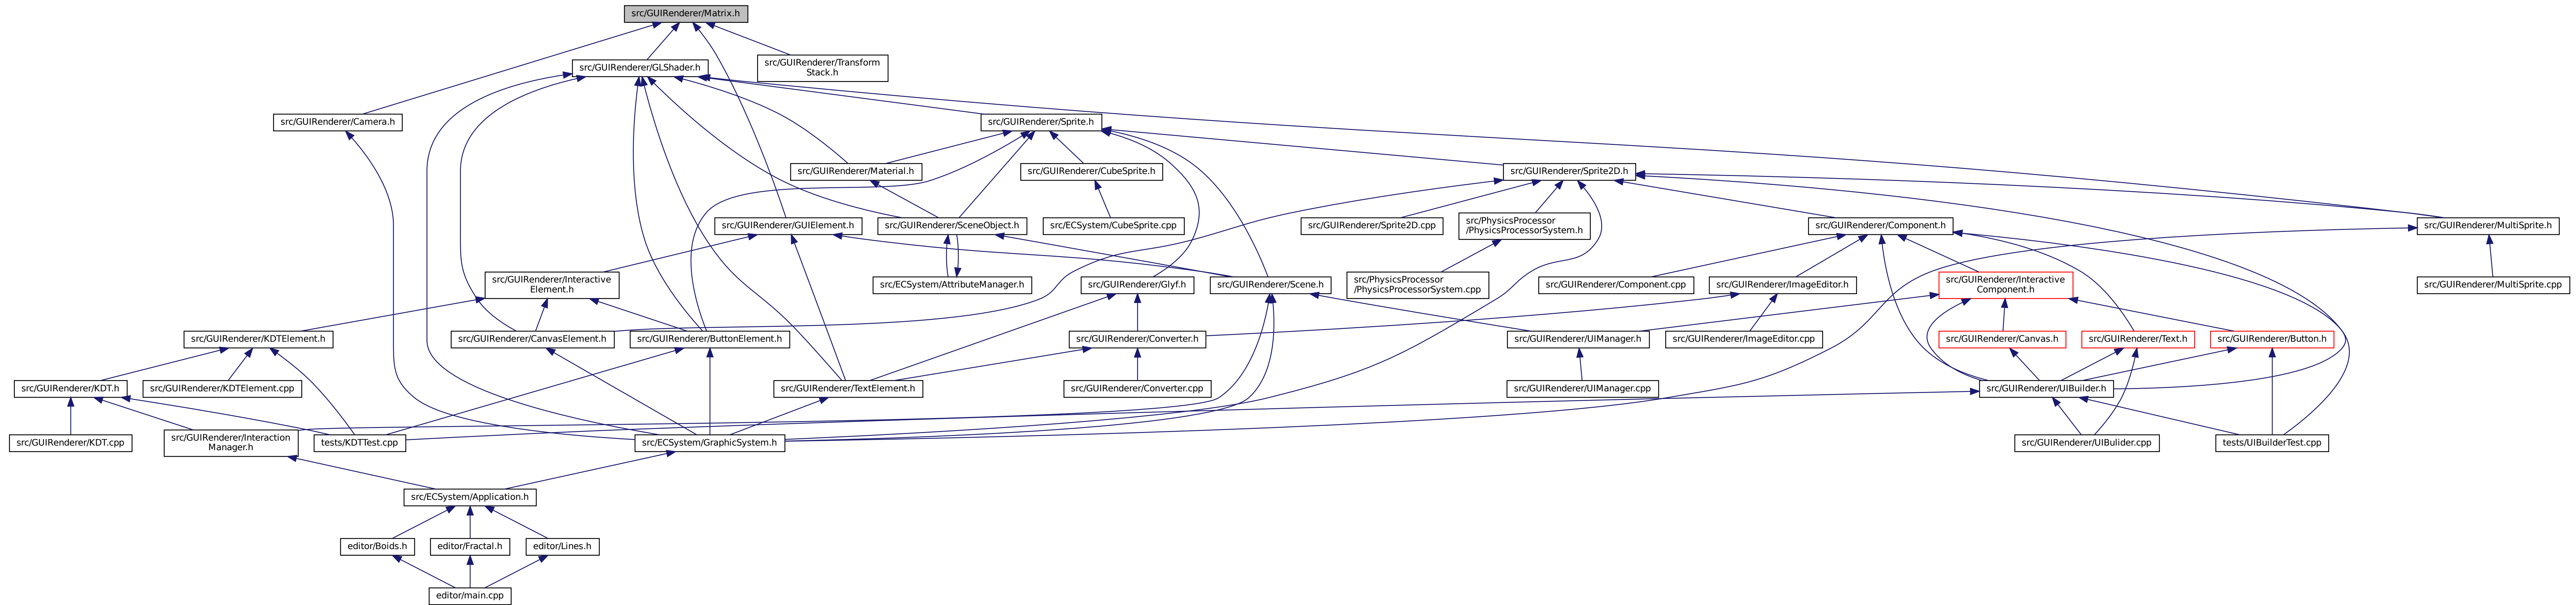 src/GUIRenderer/Matrix.h
src/GUIRenderer/GLShader.h
src/GUIRenderer/Transform
Stack.h
src/GUIRenderer/Camera.h
src/GUIRenderer/Sprite.h
src/GUIRenderer/Material.h
src/GUIRenderer/CubeSprite.h
src/GUIRenderer/Sprite2D.h
src/GUIRenderer/GUIElement.h
src/GUIRenderer/SceneObject.h
src/ECSystem/CubeSprite.cpp
src/GUIRenderer/Sprite2D.cpp
src/PhysicsProcessor
/PhysicsProcessorSystem.h
src/GUIRenderer/Component.h
src/GUIRenderer/MultiSprite.h
src/GUIRenderer/Interactive
Element.h
src/ECSystem/AttributeManager.h
src/GUIRenderer/Glyf.h
src/GUIRenderer/Scene.h
src/PhysicsProcessor
/PhysicsProcessorSystem.cpp
src/GUIRenderer/Component.cpp
src/GUIRenderer/ImageEditor.h
src/GUIRenderer/Interactive
Component.h
src/GUIRenderer/MultiSprite.cpp
src/GUIRenderer/KDTElement.h
src/GUIRenderer/CanvasElement.h
src/GUIRenderer/ButtonElement.h
src/GUIRenderer/Converter.h
src/GUIRenderer/UIManager.h
src/GUIRenderer/ImageEditor.cpp
src/GUIRenderer/Canvas.h
src/GUIRenderer/Text.h
src/GUIRenderer/Button.h
src/GUIRenderer/KDT.h
src/GUIRenderer/KDTElement.cpp
src/GUIRenderer/TextElement.h
src/GUIRenderer/Converter.cpp
src/GUIRenderer/UIManager.cpp
src/GUIRenderer/UIBuilder.h
src/GUIRenderer/KDT.cpp
src/GUIRenderer/Interaction
Manager.h
tests/KDTTest.cpp
src/ECSystem/GraphicSystem.h
src/GUIRenderer/UIBulider.cpp
tests/UIBuilderTest.cpp
src/ECSystem/Application.h
editor/Boids.h
editor/Fractal.h
editor/Lines.h
editor/main.cpp